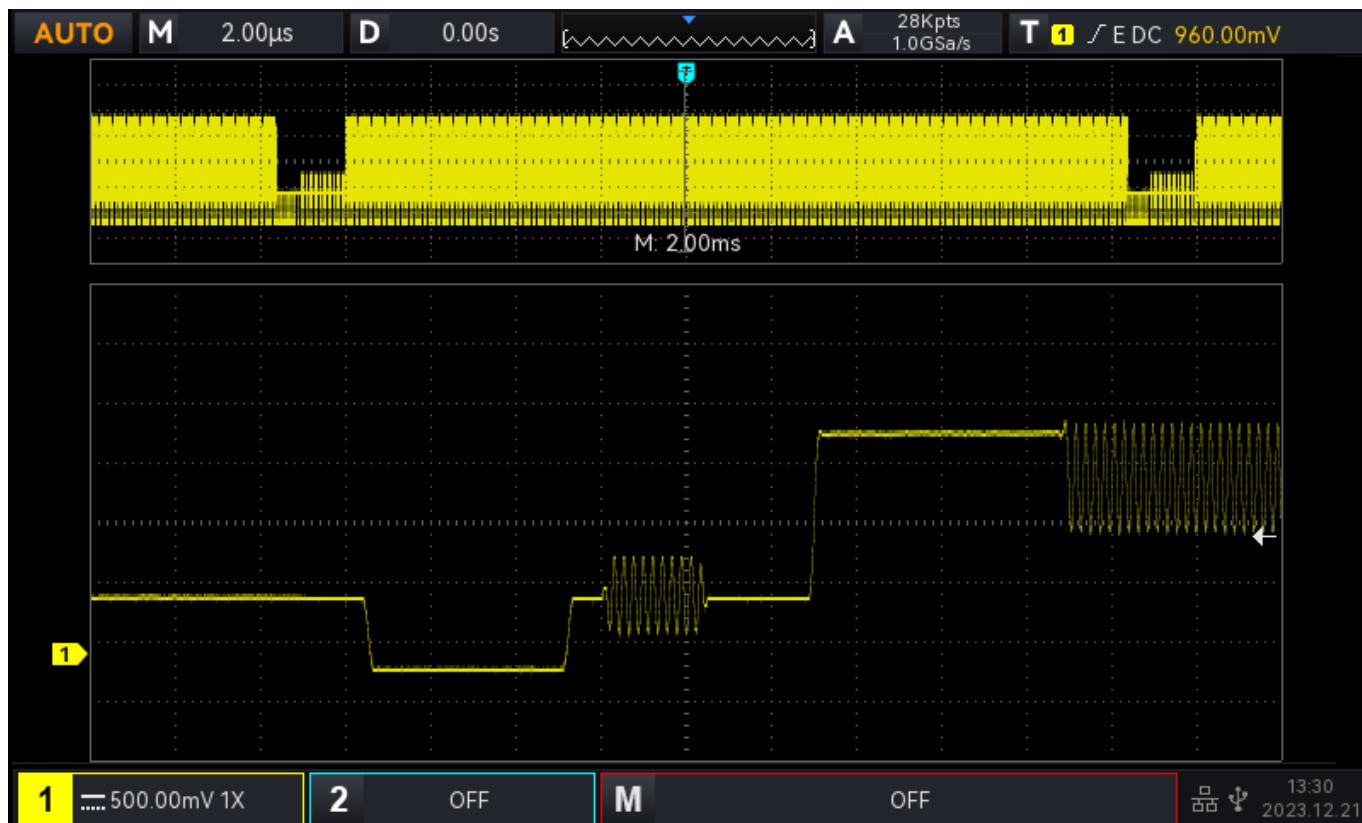 AUTO M 2.00μs D 0.00s A 28Kpts 1.0GSa/s T 1 E DC 960.00mV
T
M: 2.00ms
1
1 500.00mV 1X 2 OFF M OFF 13:30
2023.12.21